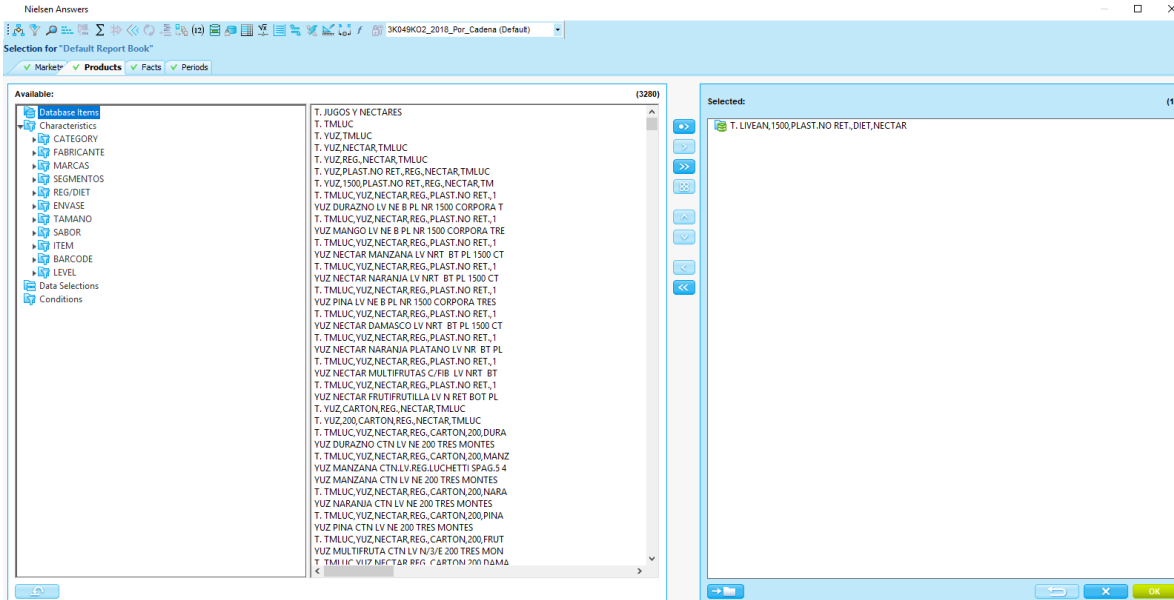 Nielsen Answers
(12)
3K049KO2_2018_Por_Cadena (Default)
Selection for "Default Report Book"
Markets
Products
Facts
Periods
Available:
(3280)
Database Items
Characteristics
CATEGORY
FABRICANTE
MARCAS
SEGMENTOS
REG/DIET
ENVASE
TAMANO
SABOR
ITEM
BARCODE
LEVEL
Data Selections
Conditions
T. JUGOS Y NECTARES
T. TMLUC
T. YUZ,TMLUC
T. YUZ,NECTAR,TMLUC
T. YUZ,REG.,NECTAR,TMLUC
T. YUZ,PLAST.NO RET.,REG.,NECTAR,TMLUC
T. YUZ,1500,PLAST.NO RET.,REG.,NECTAR,TM
T. TMLUC,YUZ,NECTAR,REG.,PLAST.NO RET.,1
YUZ DURAZNO LV NE B PL NR 1500 CORPORA T
T. TMLUC,YUZ,NECTAR,REG.,PLAST.NO RET.,1
YUZ MANGO LV NE B PL NR 1500 CORPORA TRE
T. TMLUC,YUZ,NECTAR,REG.,PLAST.NO RET.,1
YUZ NECTAR MANZANA LV NRT BT PL 1500 CT
T. TMLUC,YUZ,NECTAR,REG.,PLAST.NO RET.,1
YUZ NECTAR NARANJA LV NRT BT PL 1500 CT
T. TMLUC,YUZ,NECTAR,REG.,PLAST.NO RET.,1
YUZ PINA LV NE B PL NR 1500 CORPORA TRES
T. TMLUC,YUZ,NECTAR,REG.,PLAST.NO RET.,1
YUZ NECTAR DAMASCO LV NRT BT PL 1500 CT
T. TMLUC,YUZ,NECTAR,REG.,PLAST.NO RET.,1
YUZ NECTAR NARANJA PLATANO LV NR BT PL
T. TMLUC,YUZ,NECTAR,REG.,PLAST.NO RET.,1
YUZ NECTAR MULTIFRUTAS C/FIB LV NRT BT
T. TMLUC,YUZ,NECTAR,REG.,PLAST.NO RET.,1
YUZ NECTAR FRUTIFRUTILLA LV N RET BOT PL
T. YUZ,CARTON,REG.,NECTAR,TMLUC
T. YUZ,200,CARTON,REG.,NECTAR,TMLUC
T. TMLUC,YUZ,NECTAR,REG.,CARTON,200,DURA
YUZ DURAZNO CTN LV NE 200 TRES MONTES
T. TMLUC,YUZ,NECTAR,REG.,CARTON,200,MANZ
YUZ MANZANA CTN.LV.REG.LUCHETTI SPAG.5 4
YUZ MANZANA CTN LV NE 200 TRES MONTES
T. TMLUC,YUZ,NECTAR,REG.,CARTON,200,NARA
YUZ NARANJA CTN LV NE 200 TRES MONTES
T. TMLUC,YUZ,NECTAR,REG.,CARTON,200,PINA
YUZ PINA CTN LV NE 200 TRES MONTES
T. TMLUC,YUZ,NECTAR,REG.,CARTON,200,FRUT
YUZ MULTIFRUTA CTN LV N/3/E 200 TRES MON
T. TMLUC,YUZ,NECTAR,REG.,CARTON,200,DAMA
Selected:
(1
T. LIVEAN,1500,PLAST.NO RET.,DIET,NECTAR
OK